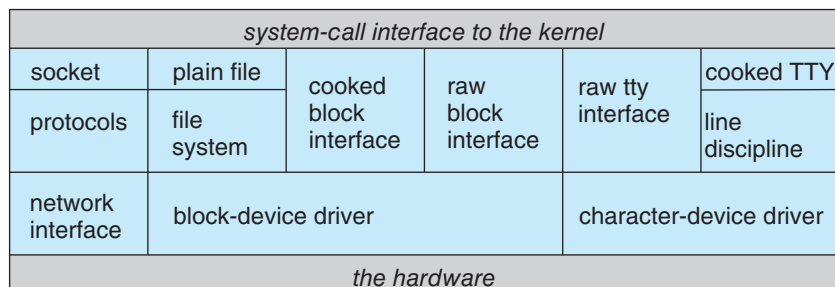 system-call interface to the kernel
socket
plain file
cooked
block
interface
raw
block
interface
raw tty
interface
cooked TTY
protocols
file
system
line
discipline
network
interface
block-device driver
character-device driver
the hardware